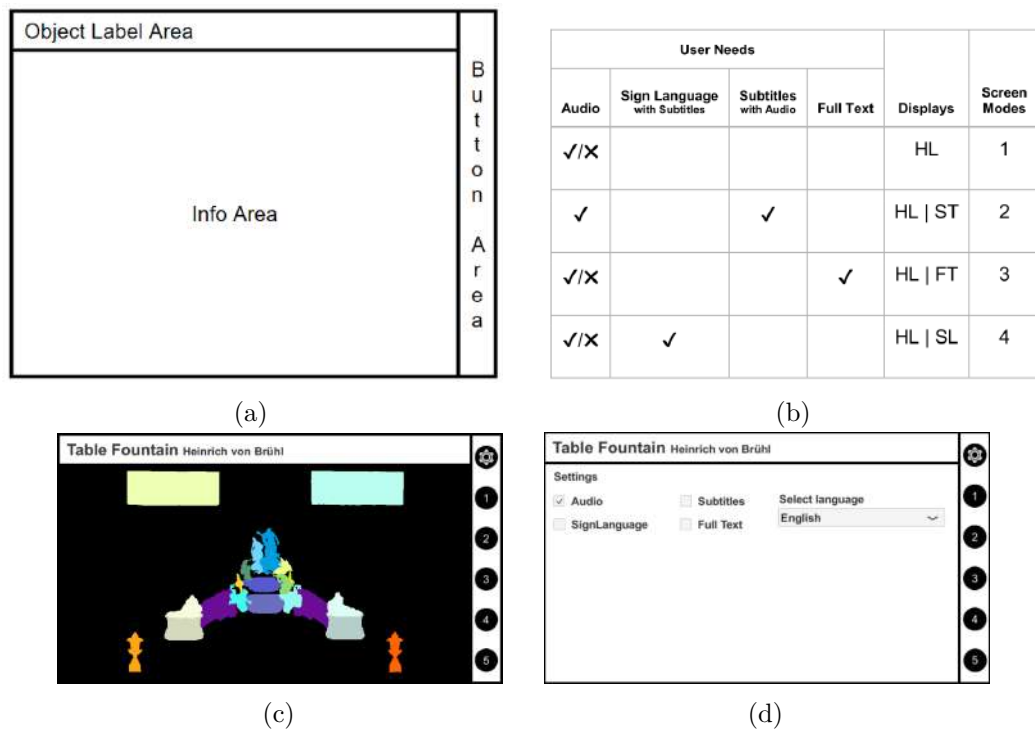 Object Label Area
Info Area
Button Area
(a)
User Needs
Audio Sign Language with Subtitles Subtitles with Audio Full Text Displays Screen Modes
✓/✕ HL 1
✓ ✓ HL | ST 2
✓/✕ ✓ HL | FT 3
✓/✕ ✓ HL | SL 4
(b)
Table Fountain Heinrich von Brühl
1
2
3
4
5
(c)
Table Fountain Heinrich von Brühl
Settings
Audio Subtitles Select language
SignLanguage Full Text English
1
2
3
4
5
(d)